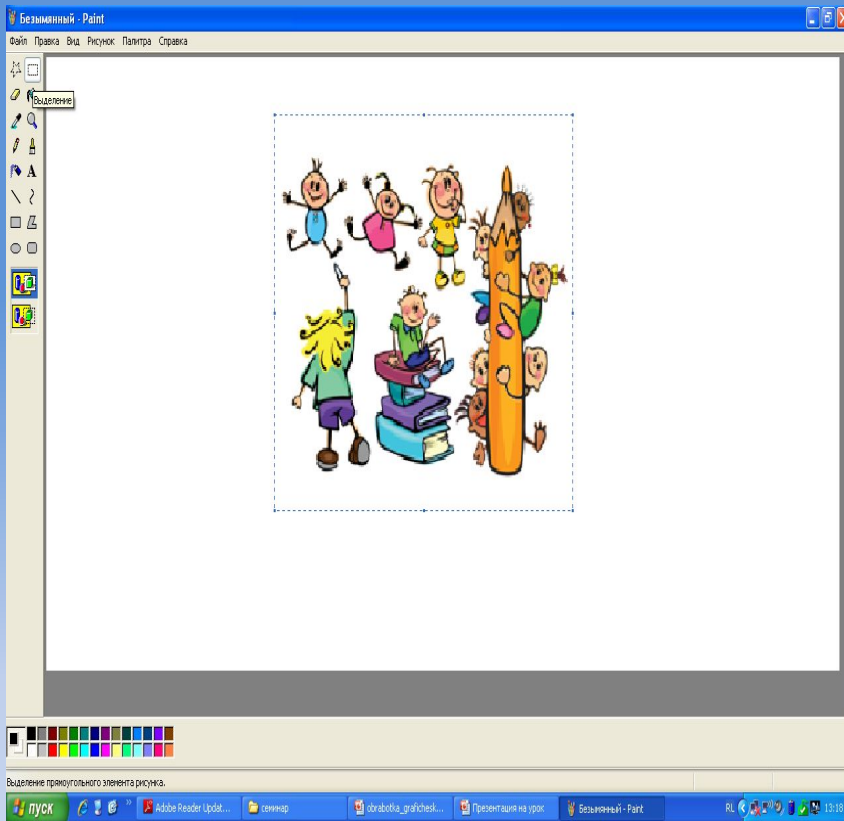 Безымянный - Paint
Файл Правка Вид Рисунок Палитра Справка
Выделение
A
Выделение прямоугольного элемента рисунка.
пуск
Adobe Reader Updat...
семинар
obrabotka_grafichesk...
Презентация на урок
Безымянный - Paint
RL
13:18